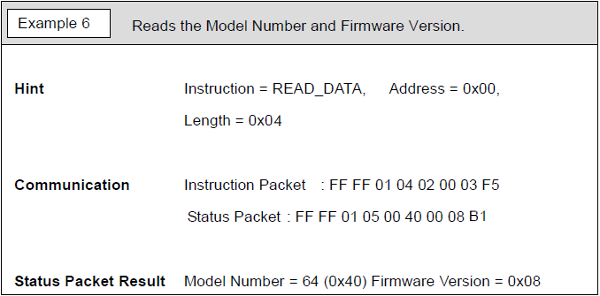 Example 6 Reads the Model Number and Firmware Version.
Hint Instruction = READ_DATA, Address = 0x00,
Length = 0x04
Communication Instruction Packet : FF FF 01 04 02 00 03 F5
Status Packet : FF FF 01 05 00 40 00 08 B1
Status Packet Result Model Number = 64 (0x40) Firmware Version = 0x08